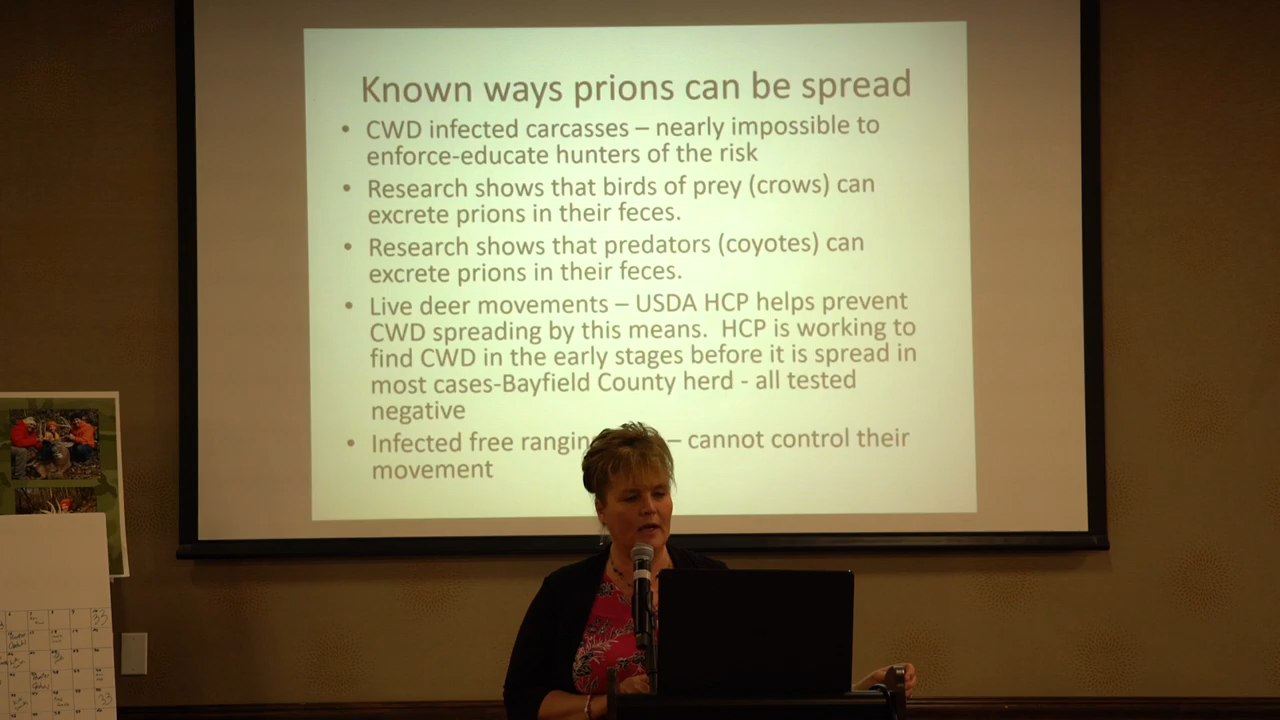 Known ways prions can be spread
• CWD infected carcasses – nearly impossible to
enforce-educate hunters of the risk
• Research shows that birds of prey (crows) can
excrete prions in their feces.
• Research shows that predators (coyotes) can
excrete prions in their feces.
• Live deer movements – USDA HCP helps prevent
CWD spreading by this means. HCP is working to
find CWD in the early stages before it is spread in
most cases-Bayfield County herd - all tested
negative
• Infected free – cannot control their
movement
33
33